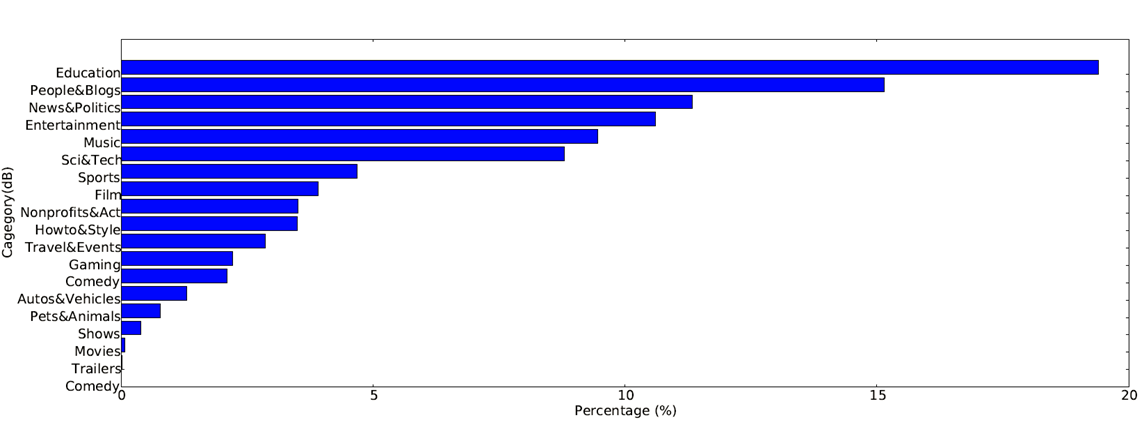 Education
People&Blogs
News&Politics
Entertainment
Music
Sci&Tech
Sports
Film
Nonprofits&Act
Howto&Style
Travel&Events
Gaming
Comedy
Autos&Vehicles
Pets&Animals
Shows
Movies
Trailers
Comedy
Cagegory(dB)
0 5 10 15 20
Percentage (%)